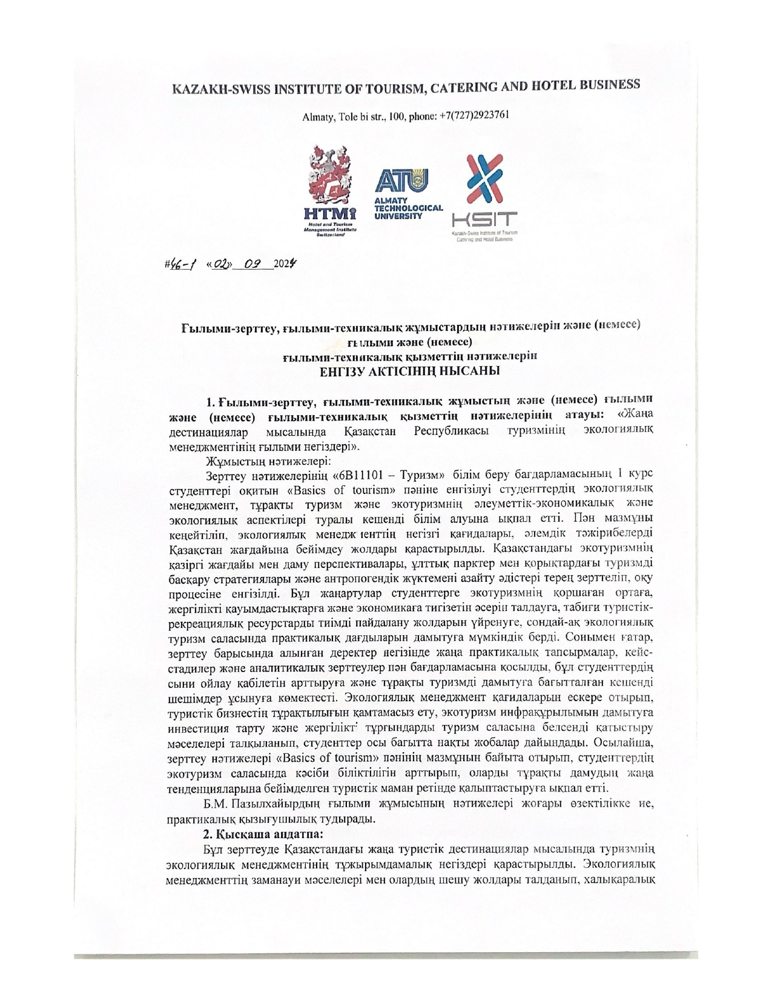 KAZAKH-SWISS INSTITUTE OF TOURISM, CATERING AND HOTEL BUSINESS
Almaty, Tole bi str., 100, phone: +7(727)2923761
HTMi
Hotel and Tourism
Management Institute
Switzerland
ATU
ALMATY
TECHNOLOGICAL
UNIVERSITY
KSIT
Kazakh-Swiss Institute of Tourism
Catering and Hotel Business
#46-1 «02» 09 2024
Ғылыми-зерттеу, ғылыми-техникалық жұмыстардың нәтижелерін және (немесе)
ғылыми және (немесе)
ғылыми-техникалық қызметтің нәтижелерін
ЕНГІЗУ АКТІСІНІҢ НЫСАНЫ
1. Ғылыми-зерттеу, ғылыми-техникалық жұмыстың және (немесе) ғылыми
және (немесе) ғылыми-техникалық қызметтің нәтижелерінің атауы: «Жаңа
дестинациялар мысалында Қазақстан Республикасы туризмінің экологиялық
менеджментінің ғылыми негіздері».
Жұмыстың нәтижелері:
Зерттеу нәтижелерінің «6В11101 – Туризм» білім беру бағдарламасының 1 курс
студенттері оқитын «Basics of tourism» пәніне енгізілуі студенттердің экологиялық
менеджмент, тұрақты туризм және экотуризмнің әлеуметтік-экономикалық және
экологиялық аспектілері туралы кешенді білім алуына ықпал етті. Пән мазмұны
кеңейтіліп, экологиялық менеджменттің негізгі қағидалары, әлемдік тәжірибелерді
Қазақстан жағдайына бейімдеу жолдары қарастырылды. Қазақстандағы экотуризмнің
қазіргі жағдайы мен даму перспективалары, ұлттық парктер мен қорықтардағы туризмді
басқару стратегиялары және антропогендік жүктемені азайту әдістері терең зерттеліп, оқу
процесіне енгізілді. Бұл жаңартулар студенттерге экотуризмнің қоршаған ортаға,
жергілікті қауымдастықтарға және экономикаға тигізетін әсерін талдауға, табиғи туристік-
рекреациялық ресурстарды тиімді пайдалану жолдарын үйренуге, сондай-ақ экологиялық
туризм саласында практикалық дағдыларын дамытуға мүмкіндік берді. Сонымен қатар,
зерттеу барысында алынған деректер негізінде жаңа практикалық тапсырмалар, кейс-
стадилер және аналитикалық зерттеулер пән бағдарламасына қосылды, бұл студенттердің
сыни ойлау қабілетін арттыруға және тұрақты туризмді дамытуға бағытталған кешенді
шешімдер ұсынуға көмектесті. Экологиялық менеджмент қағидаларын ескере отырып,
туристік бизнестің тұрақтылығын қамтамасыз ету, экотуризм инфрақұрылымын дамытуға
инвестиция тарту және жергілікті тұрғындарды туризм саласына белсенді қатыстыру
мәселелері талқыланып, студенттер осы бағытта нақты жобалар дайындады. Осылайша,
зерттеу нәтижелері «Basics of tourism» пәнінің мазмұнын байыта отырып, студенттердің
экотуризм саласында кәсіби біліктілігін арттырып, оларды тұрақты дамудың жаңа
тенденцияларына бейімделген туристік маман ретінде қалыптастыруға ықпал етті.
Б.М. Пазылхайырдың ғылыми жұмысының нәтижелері жоғары өзектілікке ие,
практикалық қызығушылық тудырады.
2. Қысқаша андатпа:
Бұл зерттеуде Қазақстандағы жаңа туристік дестинациялар мысалында туризмнің
экологиялық менеджментінің тұжырымдамалық негіздері қарастырылды. Экологиялық
менеджменттің заманауи мәселелері мен олардың шешу жолдары талданып, халықаралық